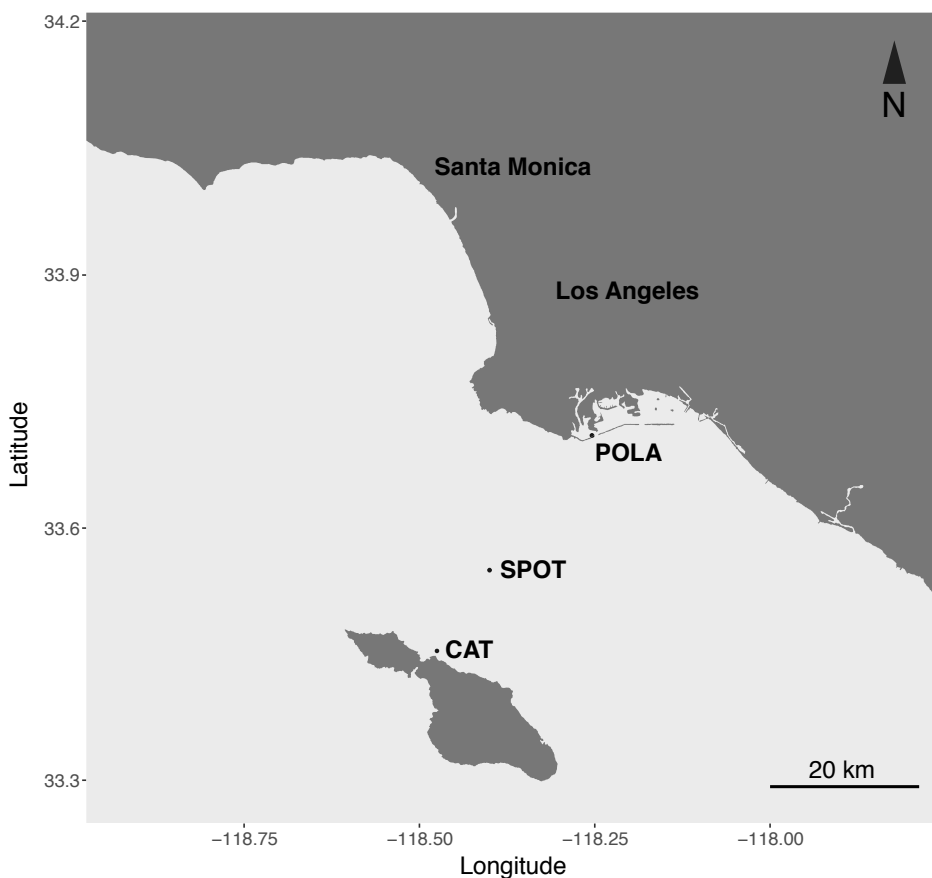 34.2
N
Santa Monica
33.9
Los Angeles
Latitude
POLA
33.6
SPOT
CAT
33.3
20 km
−118.75
−118.50
−118.25
−118.00
Longitude